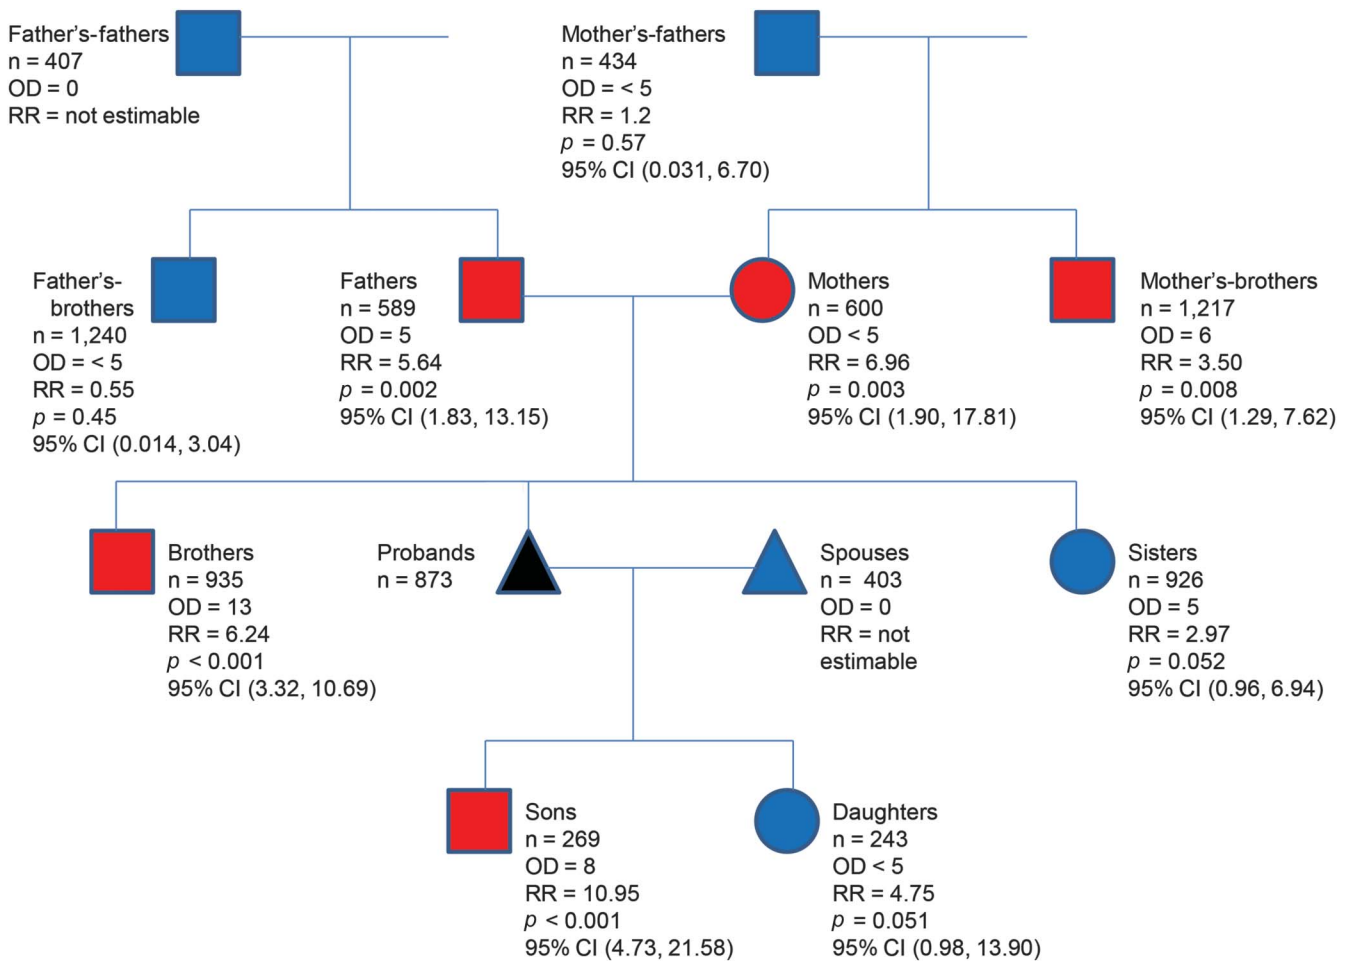 Father’s-fathers
n = 407
OD = 0
RR = not estimable
Mother’s-fathers
n = 434
OD = < 5
RR = 1.2
p = 0.57
95% CI (0.031, 6.70)
Father’s-
brothers
n = 1,240
OD = < 5
RR = 0.55
p = 0.45
95% CI (0.014, 3.04)
Fathers
n = 589
OD = 5
RR = 5.64
p = 0.002
95% CI (1.83, 13.15)
Mothers
n = 600
OD < 5
RR = 6.96
p = 0.003
95% CI (1.90, 17.81)
Mother’s-brothers
n = 1,217
OD = 6
RR = 3.50
p = 0.008
95% CI (1.29, 7.62)
Brothers
n = 935
OD = 13
RR = 6.24
p < 0.001
95% CI (3.32, 10.69)
Probands
n = 873
Spouses
n = 403
OD = 0
RR = not
estimable
Sisters
n = 926
OD = 5
RR = 2.97
p = 0.052
95% CI (0.96, 6.94)
Sons
n = 269
OD = 8
RR = 10.95
p < 0.001
95% CI (4.73, 21.58)
Daughters
n = 243
OD < 5
RR = 4.75
p = 0.051
95% CI (0.98, 13.90)